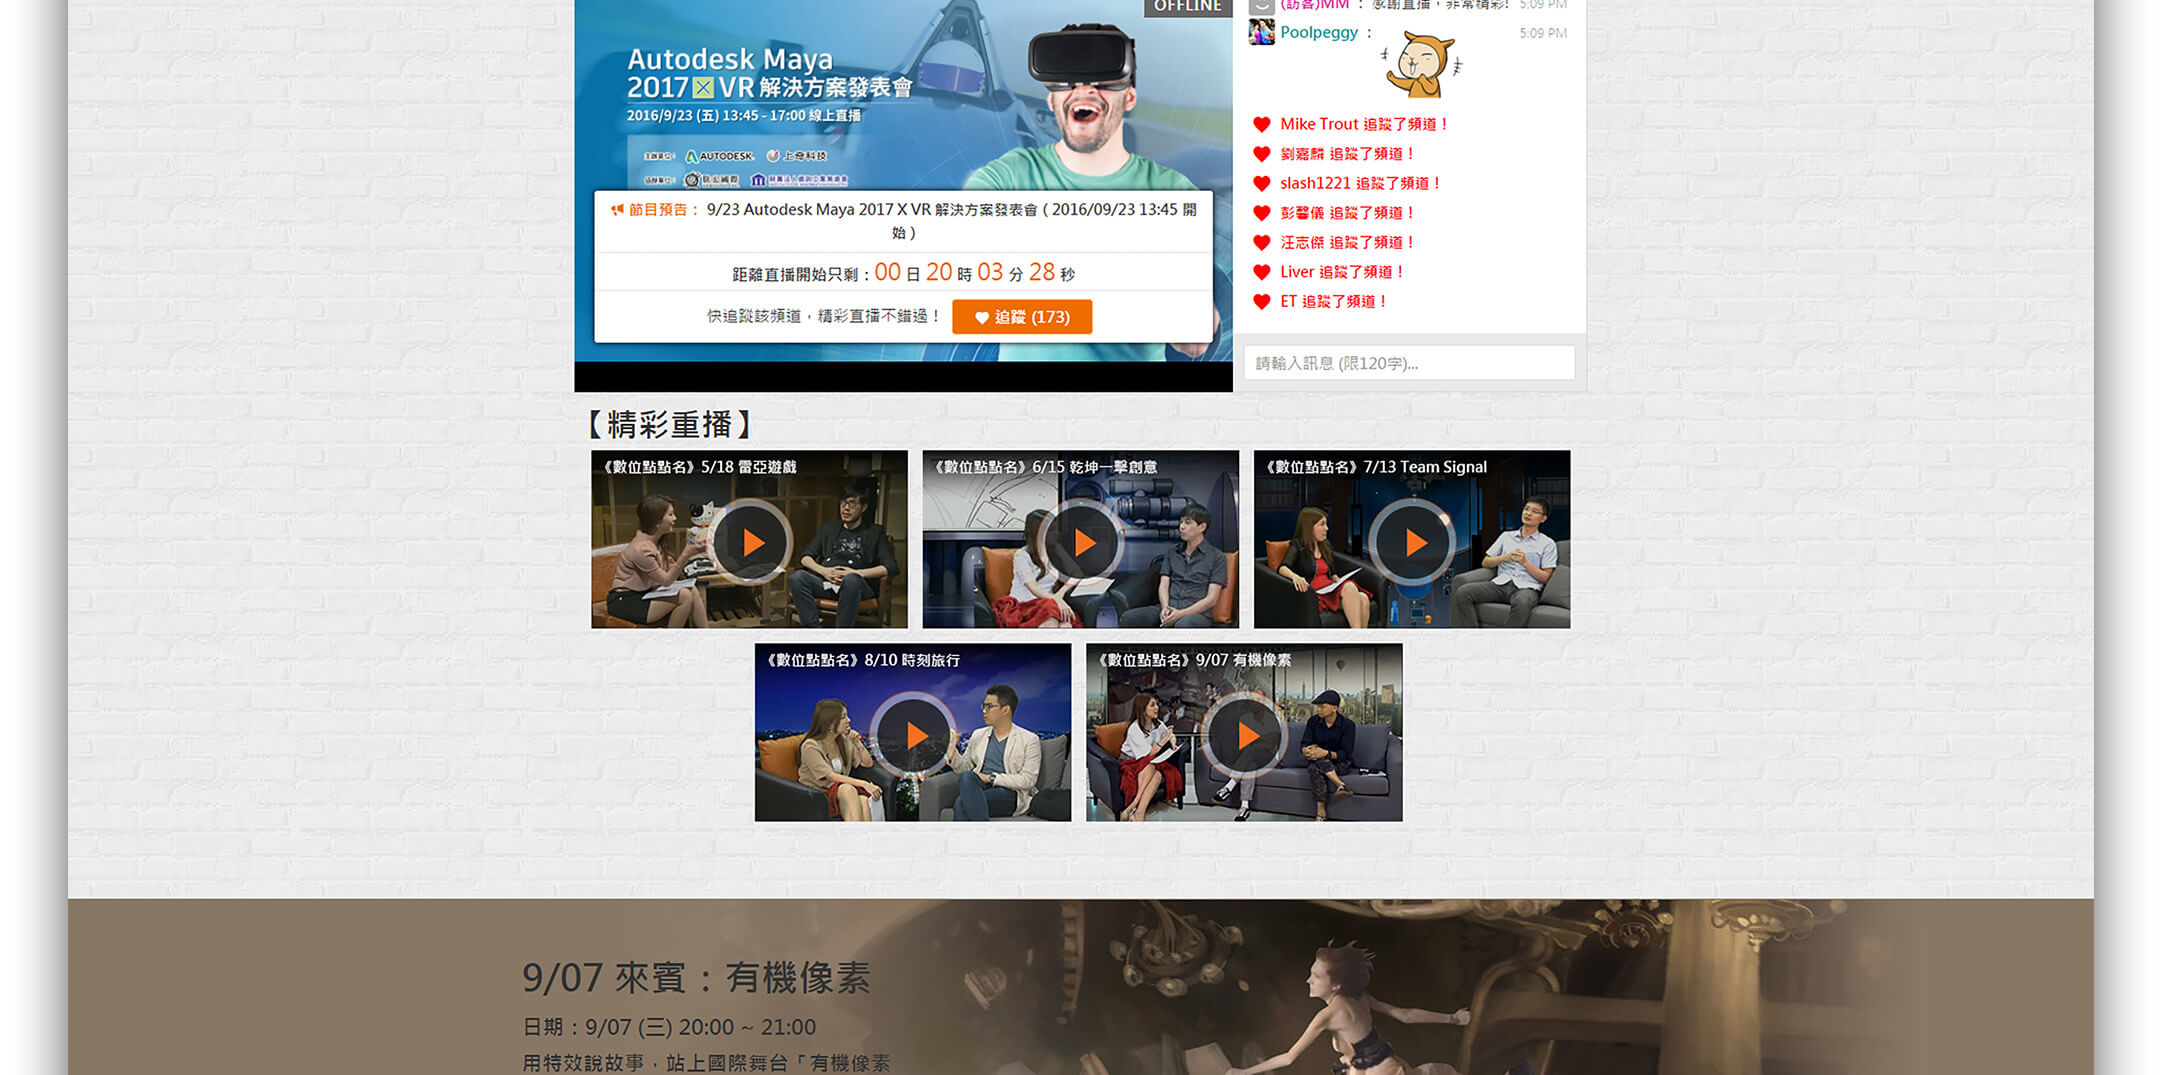 OFFLINE
Autodesk Maya
2017 X VR 解決方案發表會
2016/9/23 (五) 13:45 - 17:00 線上直播
主辦單位： AUTODESK. 上奇科技
節目預告： 9/23 Autodesk Maya 2017 X VR 解決方案發表會 ( 2016/09/23 13:45 開
始 )
距離直播開始只剩：00 日 20 時 03 分 28 秒
快追蹤該頻道，精彩直播不錯過！ 追蹤 (173)
(訪客)MM ： 感謝直播，非常精彩! 5:09 PM
Poolpeggy ： 5:09 PM
Mike Trout 追蹤了頻道！
劉嘉麟 追蹤了頻道！
slash1221 追蹤了頻道！
彭馨儀 追蹤了頻道！
汪志傑 追蹤了頻道！
Liver 追蹤了頻道！
ET 追蹤了頻道！
請輸入訊息 (限120字)...
【精彩重播】
《數位點點名》5/18 雷亞遊戲
《數位點點名》6/15 乾坤一擊創意
《數位點點名》7/13 Team Signal
《數位點點名》8/10 時刻旅行
《數位點點名》9/07 有機像素
9/07 來賓：有機像素
日期：9/07 (三) 20:00 ~ 21:00
用特效說故事，站上國際舞台「有機像素